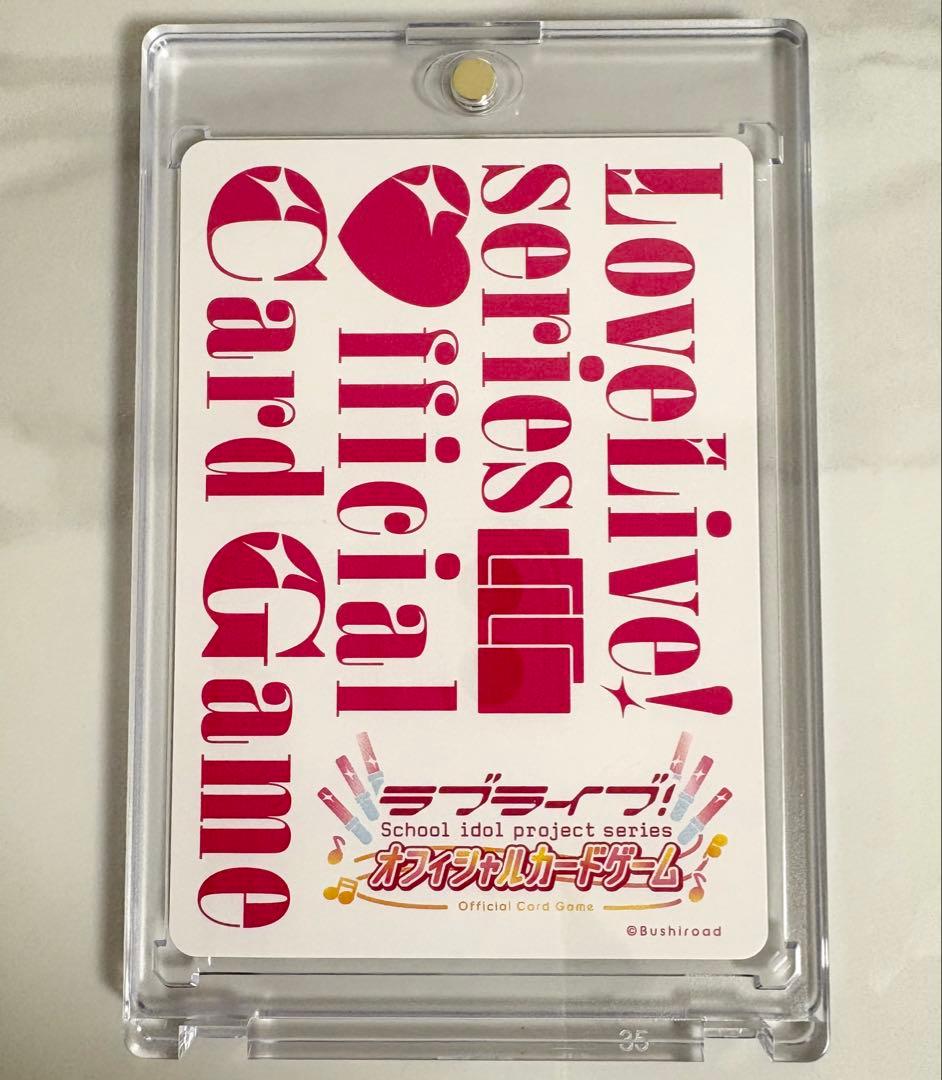 LoveLive!
series
Official
Card Game
ラブライブ!
School idol project series
オフィシャルカードゲーム
Official Card Game
©Bushiroad
35